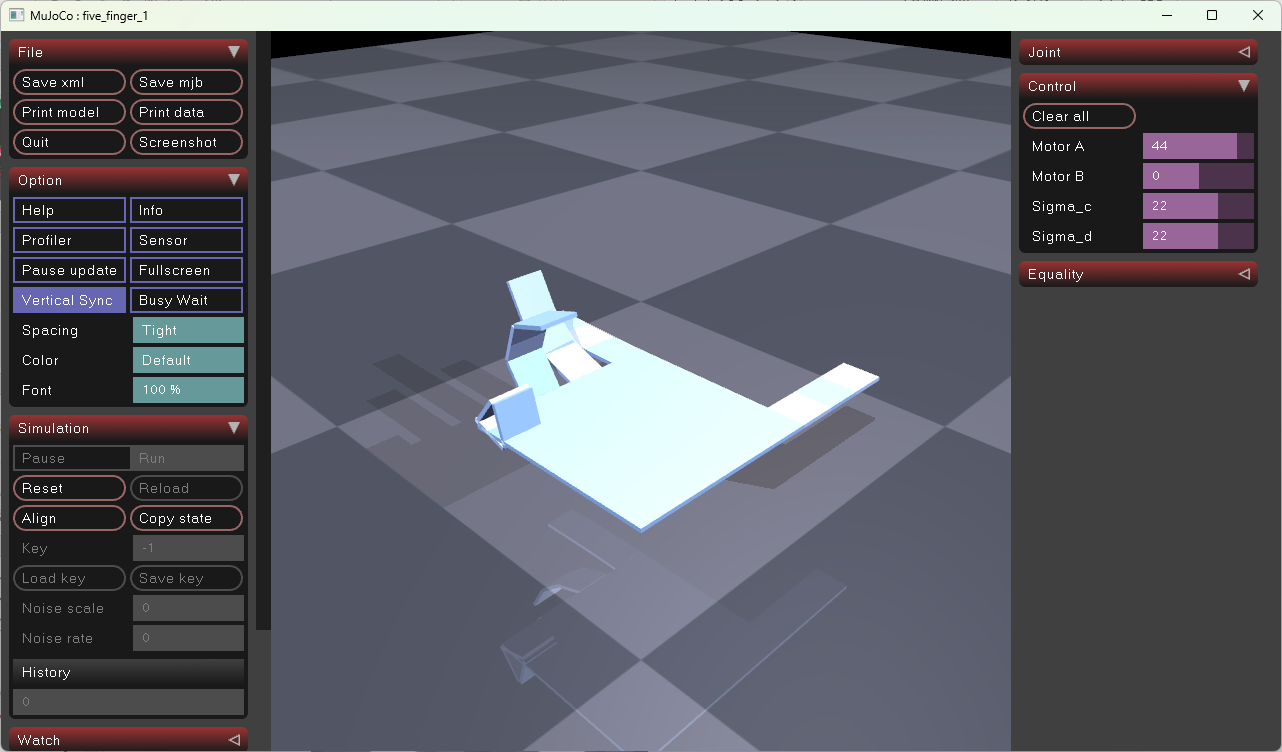 MuJoCo : five_finger_1
File
Save xml
Save mjb
Print model
Print data
Quit
Screenshot
Option
Help
Info
Profiler
Sensor
Pause update
Fullscreen
Vertical Sync
Busy Wait
Spacing
Tight
Color
Default
Font
100 %
Simulation
Pause
Run
Reset
Reload
Align
Copy state
Key
-1
Load key
Save key
Noise scale
0
Noise rate
0
History
0
Watch
Joint
Control
Clear all
Motor A
44
Motor B
0
Sigma_c
22
Sigma_d
22
Equality